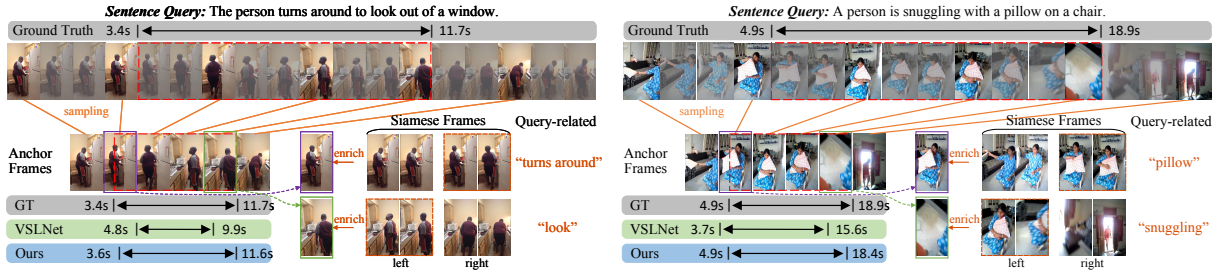 Sentence Query: The person turns around to look out of a window.
Ground Truth 3.4s 11.7s
sampling
Siamese Frames Query-related
Anchor Frames
enrich "turns around"
GT 3.4s 11.7s
VSLNet 4.8s 9.9s
enrich "look"
Ours 3.6s 11.6s
left right
Sentence Query: A person is snuggling with a pillow on a chair.
Ground Truth 4.9s 18.9s
sampling
Siamese Frames Query-related
Anchor Frames
enrich "pillow"
GT 4.9s 18.9s
VSLNet 3.7s 15.6s
enrich "snuggling"
Ours 4.9s 18.4s
left right